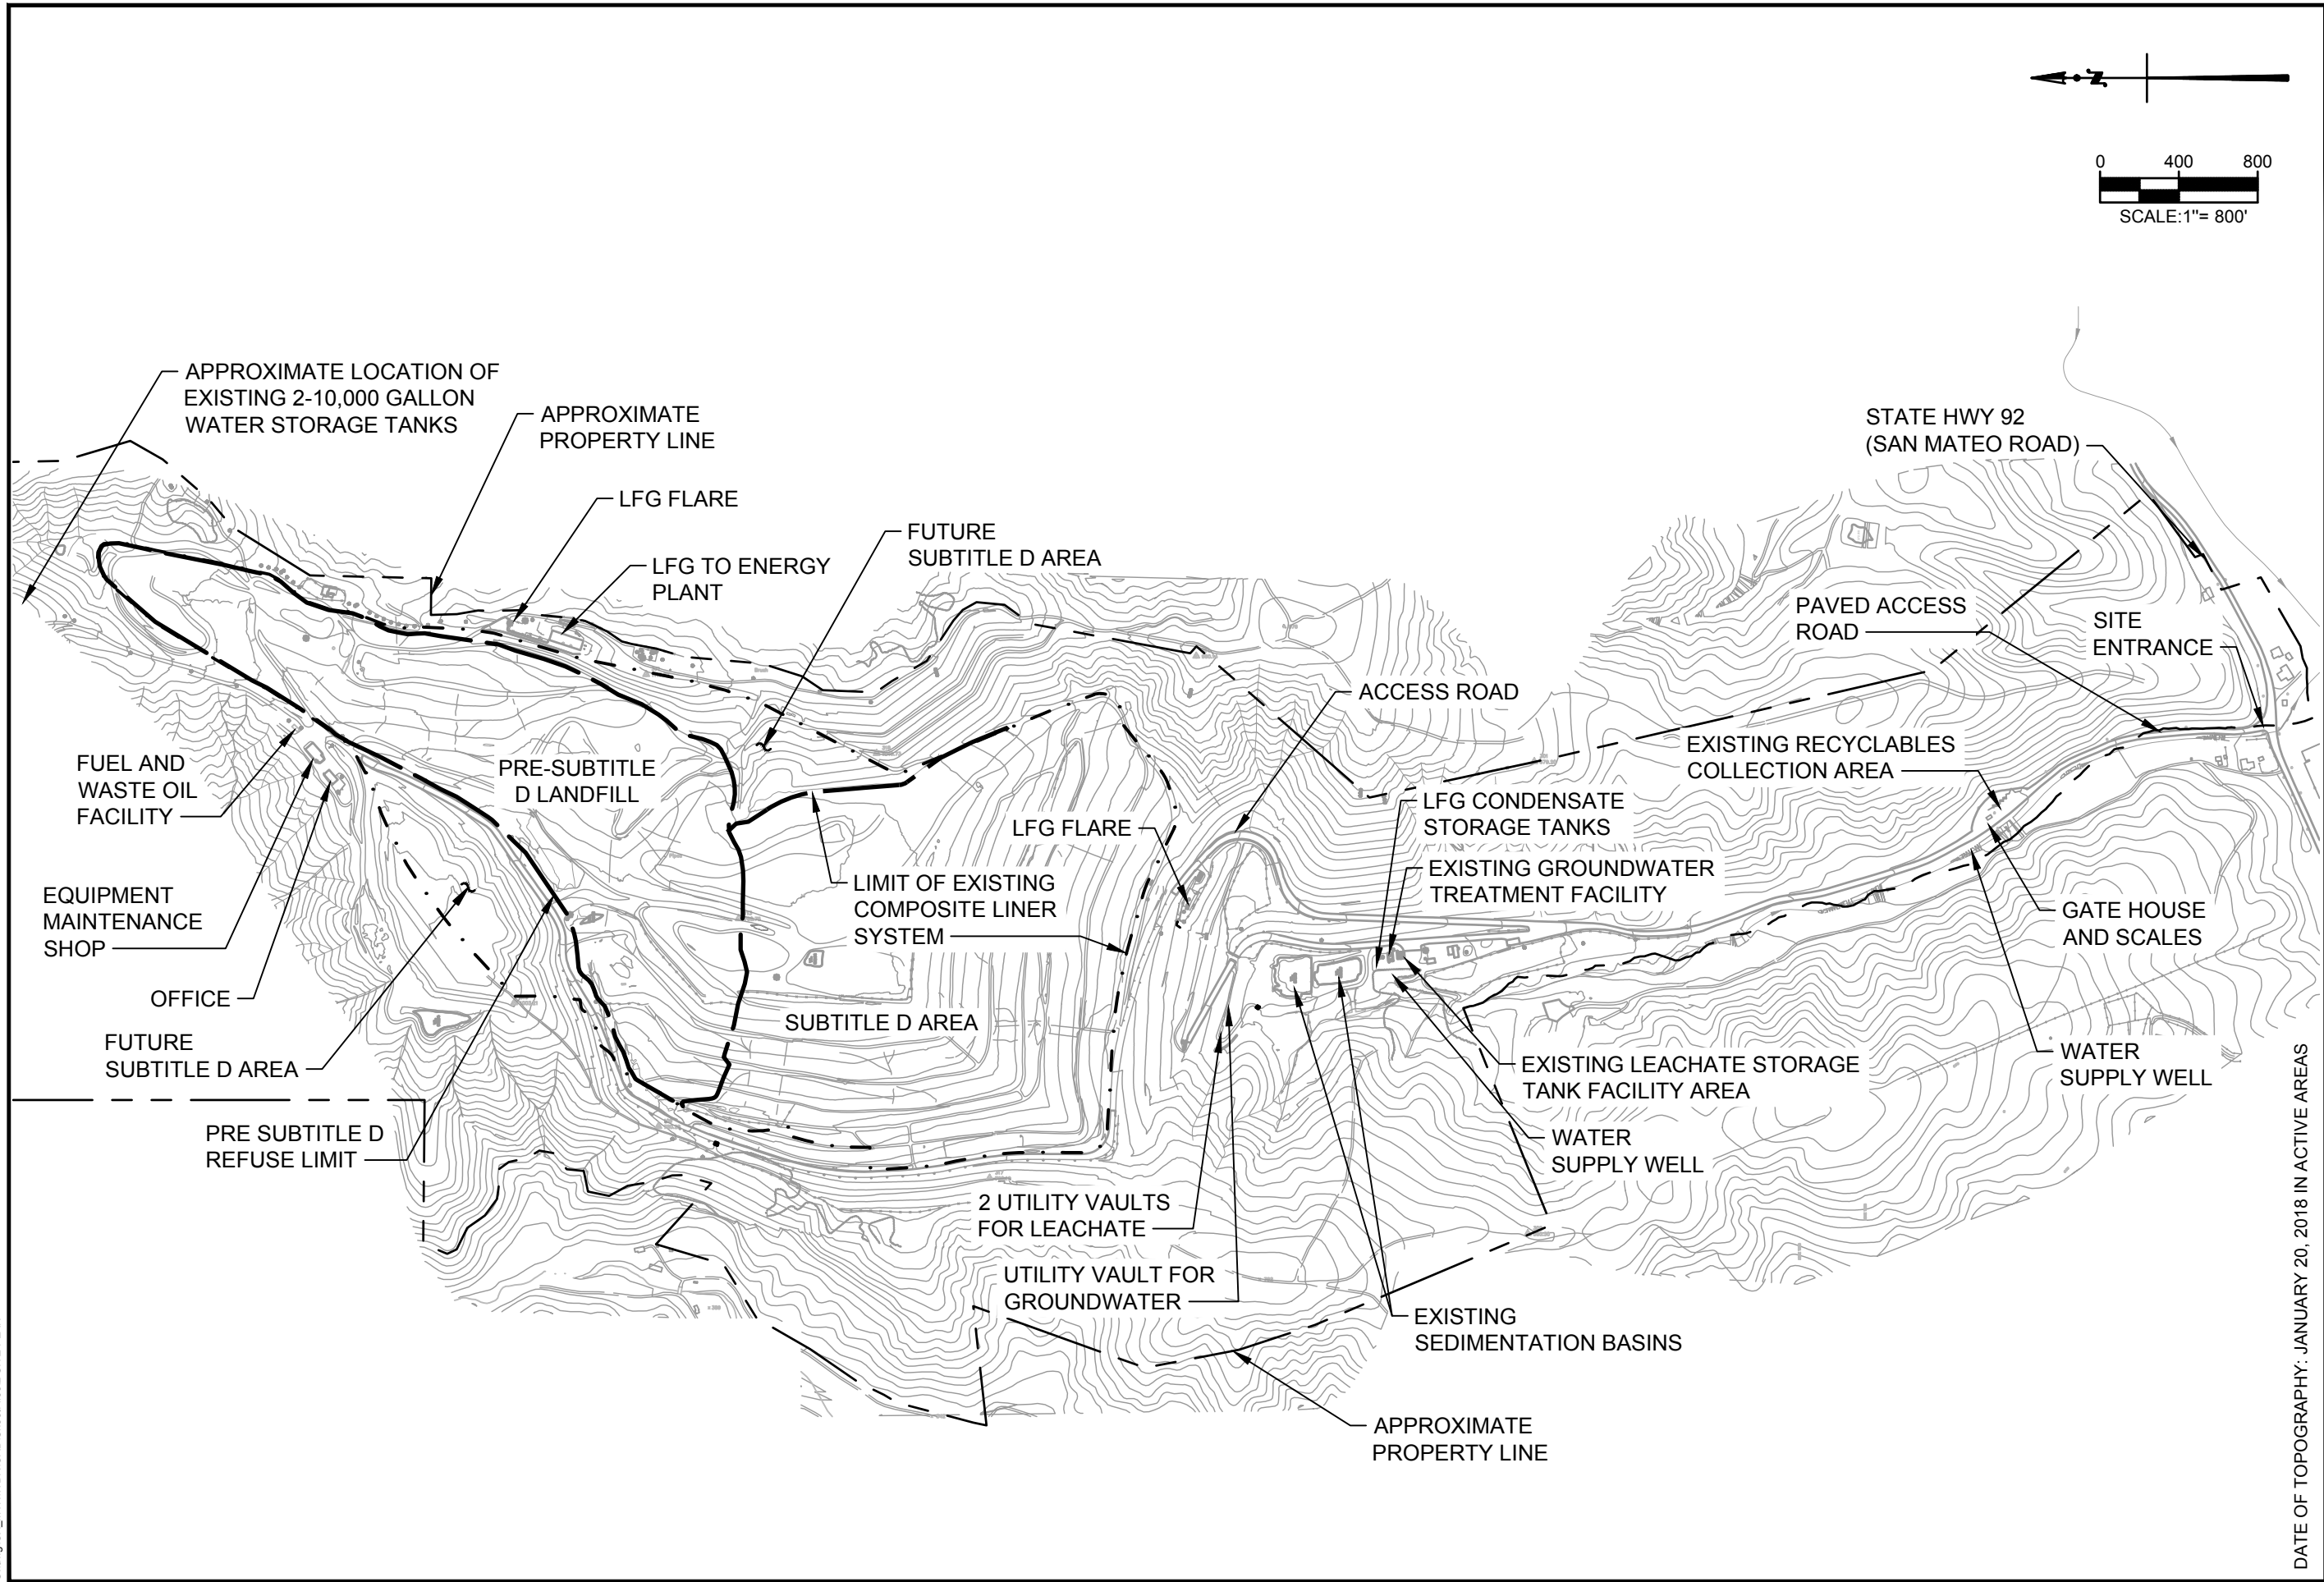 N
0 400 800
SCALE:1"= 800'
APPROXIMATE LOCATION OF
EXISTING 2-10,000 GALLON
WATER STORAGE TANKS
APPROXIMATE
PROPERTY LINE
LFG FLARE
LFG TO ENERGY
PLANT
FUTURE
SUBTITLE D AREA
STATE HWY 92
(SAN MATEO ROAD)
PAVED ACCESS
ROAD
SITE
ENTRANCE
ACCESS ROAD
EXISTING RECYCLABLES
COLLECTION AREA
FUEL AND
WASTE OIL
FACILITY
PRE-SUBTITLE
D LANDFILL
LFG FLARE
LFG CONDENSATE
STORAGE TANKS
EXISTING GROUNDWATER
TREATMENT FACILITY
LIMIT OF EXISTING
COMPOSITE LINER
SYSTEM
EQUIPMENT
MAINTENANCE
SHOP
GATE HOUSE
AND SCALES
OFFICE
SUBTITLE D AREA
FUTURE
SUBTITLE D AREA
EXISTING LEACHATE STORAGE
TANK FACILITY AREA
WATER
SUPPLY WELL
PRE SUBTITLE D
REFUSE LIMIT
WATER
SUPPLY WELL
2 UTILITY VAULTS
FOR LEACHATE
UTILITY VAULT FOR
GROUNDWATER
EXISTING
SEDIMENTATION BASINS
APPROXIMATE
PROPERTY LINE
DATE OF TOPOGRAPHY: JANUARY 20, 2018 IN ACTIVE AREAS